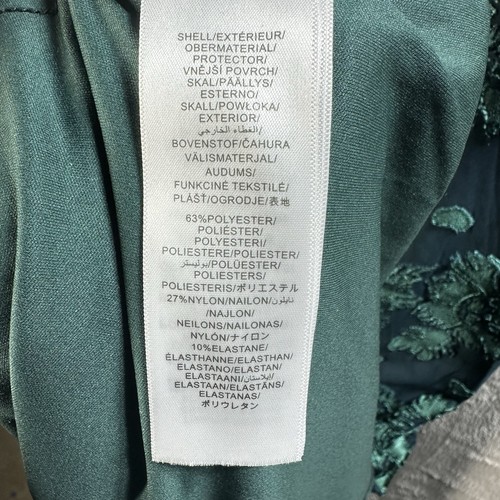 SHELL/EXTÉRIEUR/
OBERMATERIAL/
PROTECTOR/
VNĚJŠÍ POVRCH/
SKAL/PÄÄLLYS/
ESTERNO/
SKALL/POWŁOKA/
EXTERIOR/
الغطاء الخارجي/
BOVENSTOF/ČAHURA
VÄLISMATERJAL/
AUDUMS/
FUNKCINĖ TEKSTILĖ/
PLÁŠŤ/OGRODJE/表地
63%POLYESTER/
POLIÉSTER/
POLYESTERI/
POLIESTERE/POLIESTER/
بوليستر/POLÜESTER/
POLIESTERS/
POLIESTERIS/ポリエステル
27%NYLON/NAILON/نايلون
/NAJLON/
NEILONS/NAILONAS/
NYLÓN/ナイロン
10%ELASTANE/
ÉLASTHANNE/ELASTHAN/
ELASTANO/ELASTAN/
ELASTAANI/إيلاستان/
ELASTAAN/ELASTĀNS/
ELASTANAS/
ポリウレタン